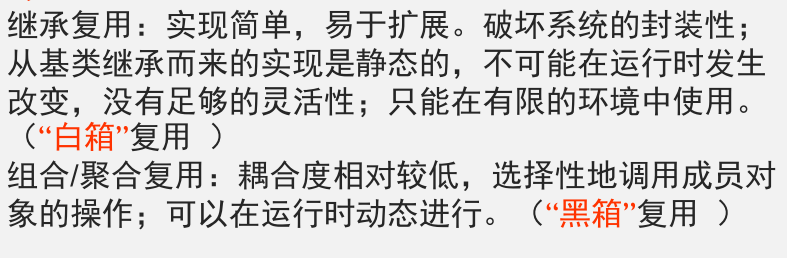 继承复用：实现简单，易于扩展。破坏系统的封装性；
从基类继承而来的实现是静态的，不可能在运行时发生
改变，没有足够的灵活性；只能在有限的环境中使用。
（“白箱”复用 ）
组合/聚合复用：耦合度相对较低，选择性地调用成员对
象的操作；可以在运行时动态进行。（“黑箱”复用 ）